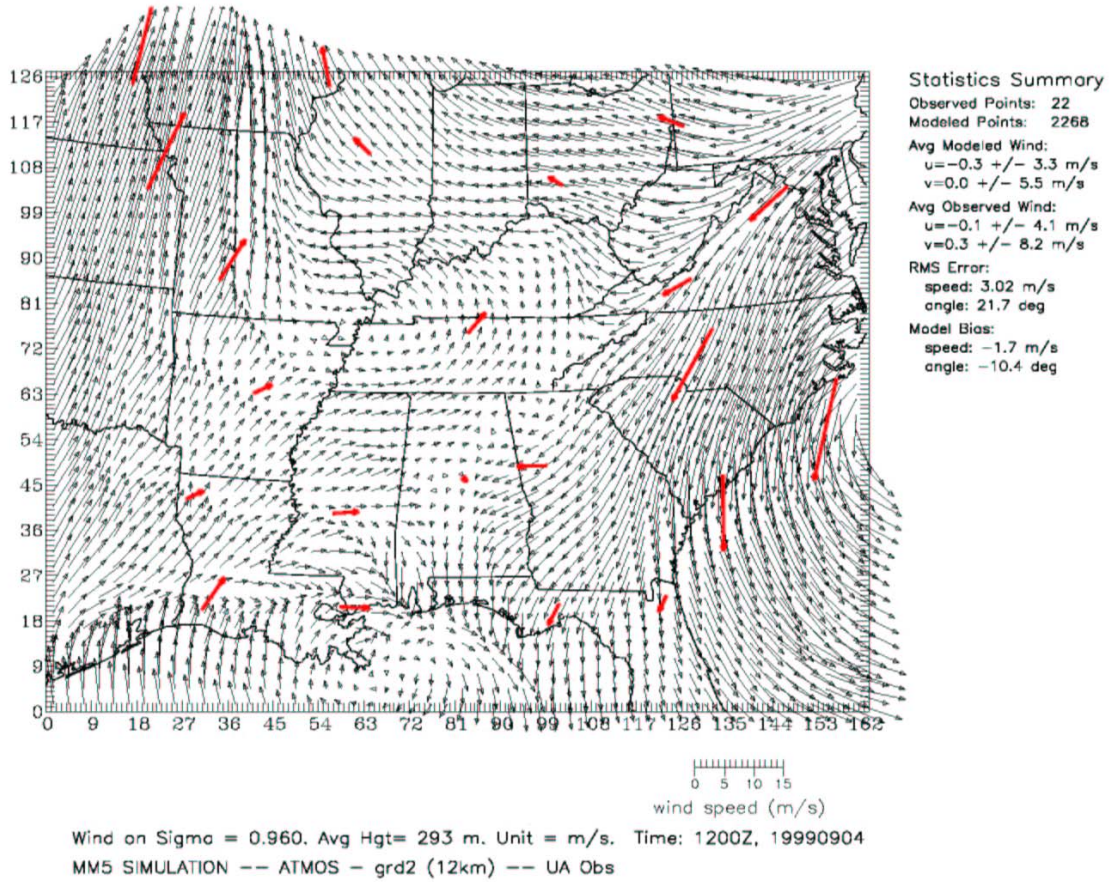 126
117
108
99
90
81
72
63
54
45
36
27
18
9
0
0 9 18 27 36 45 54 63 72 81 90 99 108 117 126 135 144 153 162
Statistics Summary
Observed Points: 22
Modeled Points: 2268
Avg Modeled Wind:
u=-0.3 +/- 3.3 m/s
v=0.0 +/- 5.5 m/s
Avg Observed Wind:
u=-0.1 +/- 4.1 m/s
v=0.3 +/- 8.2 m/s
RMS Error:
speed: 3.02 m/s
angle: 21.7 deg
Model Bias:
speed: -1.7 m/s
angle: -10.4 deg
0 5 10 15
wind speed (m/s)
Wind on Sigma = 0.960. Avg Hgt= 293 m. Unit = m/s. Time: 1200Z, 19990904
MM5 SIMULATION -- ATMOS - grd2 (12km) -- UA Obs